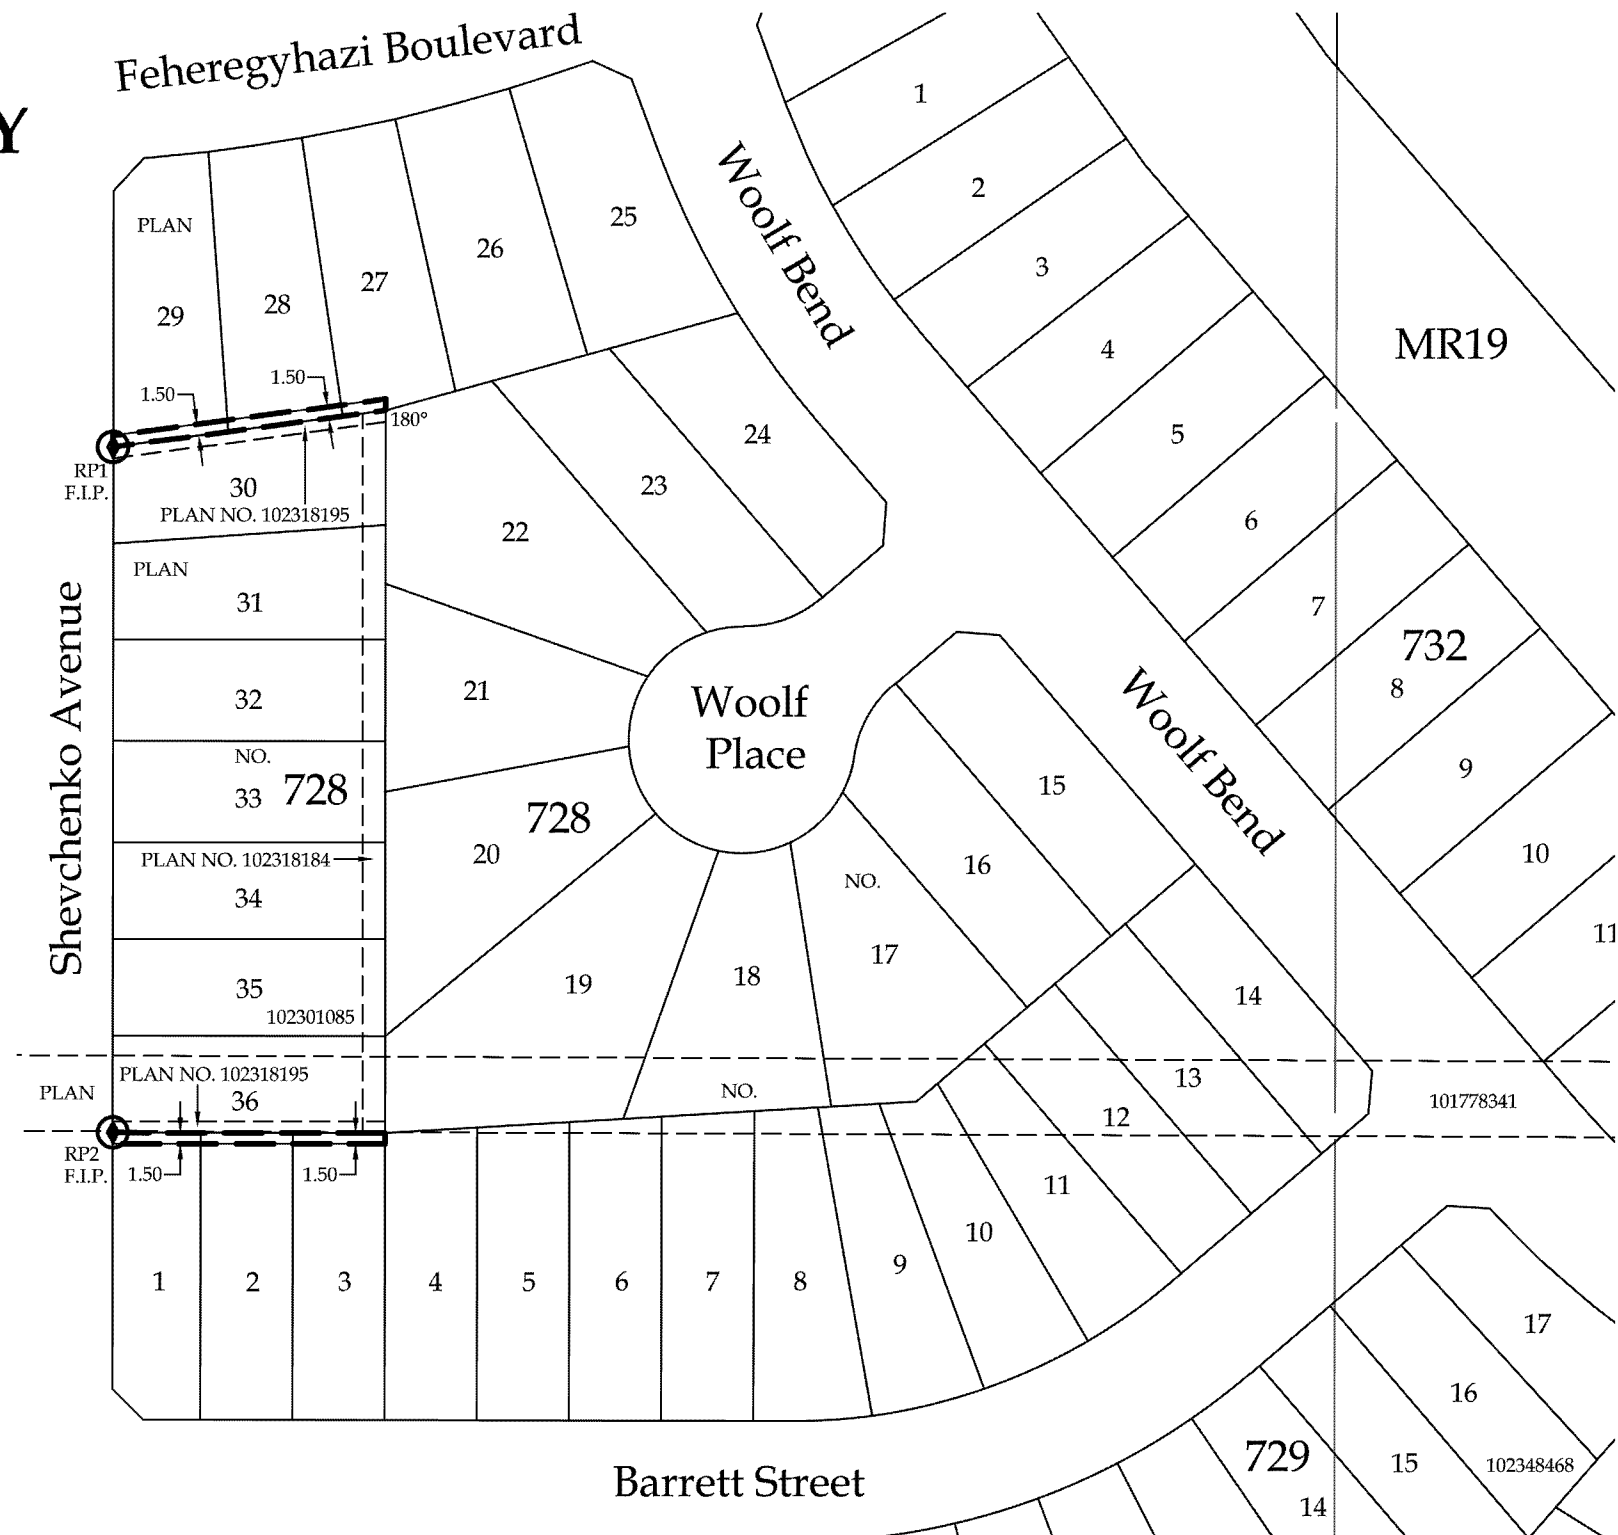 Feheregyhazi Boulevard
Y
1
Woolf Bend
2
25
PLAN
26
3
27
28
29
MR19
4
1.50
1.50
180°
24
5
RP1
F.I.P.
30
23
PLAN NO. 102318195
22
6
PLAN
31
7
732
8
21
32
Woolf
Place
Shevchenko Avenue
Woolf Bend
NO.
33
728
728
15
9
PLAN NO. 102318184
20
16
10
NO.
34
11
17
18
19
35
14
102301085
PLAN NO. 102318195
13
PLAN
36
NO.
101778341
12
RP2
F.I.P.
1.50
1.50
11
10
9
1
2
3
4
5
6
7
8
17
16
729
15
102348468
14
Barrett Street